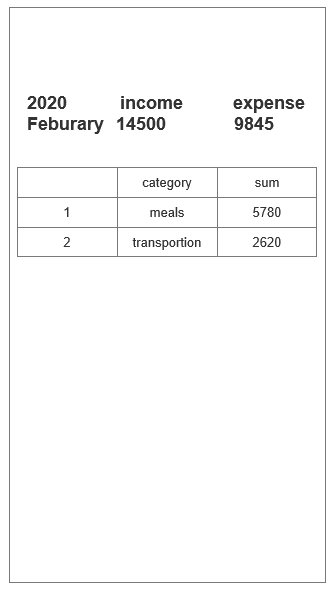 2020 income expense
Feburary 14500 9845
category sum
1 meals 5780
2 transportion 2620